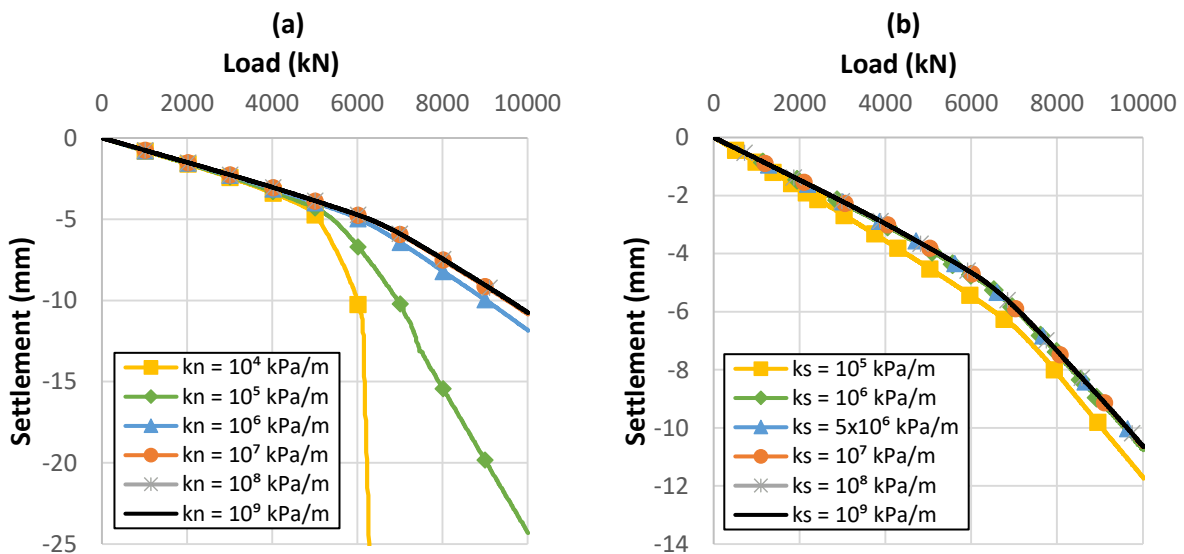 (a)
Load (kN)
0 2000 4000 6000 8000 10000
0
-5
-10
-15
-20
-25
Settlement (mm)
kn = 10⁴ kPa/m
kn = 10⁵ kPa/m
kn = 10⁶ kPa/m
kn = 10⁷ kPa/m
kn = 10⁸ kPa/m
kn = 10⁹ kPa/m
(b)
Load (kN)
0 2000 4000 6000 8000 10000
0
-2
-4
-6
-8
-10
-12
-14
Settlement (mm)
ks = 10⁵ kPa/m
ks = 10⁶ kPa/m
ks = 5x10⁶ kPa/m
ks = 10⁷ kPa/m
ks = 10⁸ kPa/m
ks = 10⁹ kPa/m